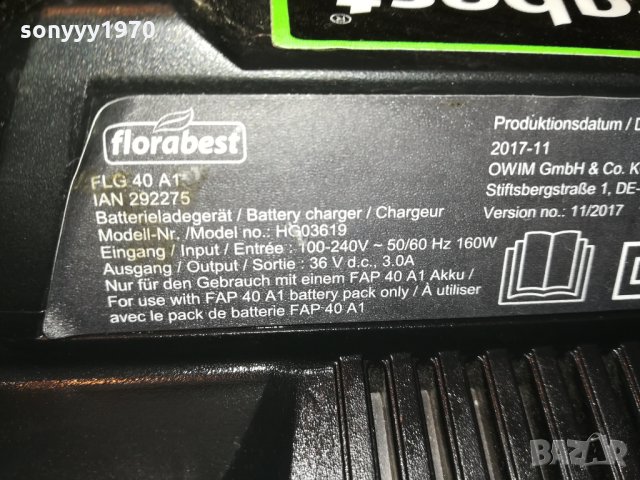 sonyyy1970
best
®
florabest
FLG 40 A1
IAN 292275
Batterieladegerät / Battery charger / Chargeur
Modell-Nr. /Model no.: HG03619
Eingang / Input / Entrée : 100-240V ~ 50/60 Hz 160W
Ausgang / Output / Sortie : 36 V d.c., 3.0A
Nur für den Gebrauch mit einem FAP 40 A1 Akku /
For use with FAP 40 A1 battery pack only / À utiliser
avec le pack de batterie FAP 40 A1
Produktionsdatum / D
2017-11
OWIM GmbH & Co. K
Stiftsbergstraße 1, DE-
Version no.: 11/2017
BAZAR